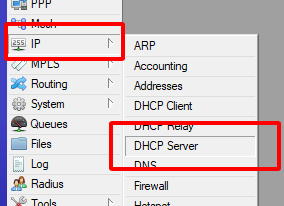 PPP
Mesh
IP
MPLS
Routing
System
Queues
Files
Log
Radius
Tools
ARP
Accounting
Addresses
DHCP Client
DHCP Relay
DHCP Server
DNS
Firewall
Hotspot